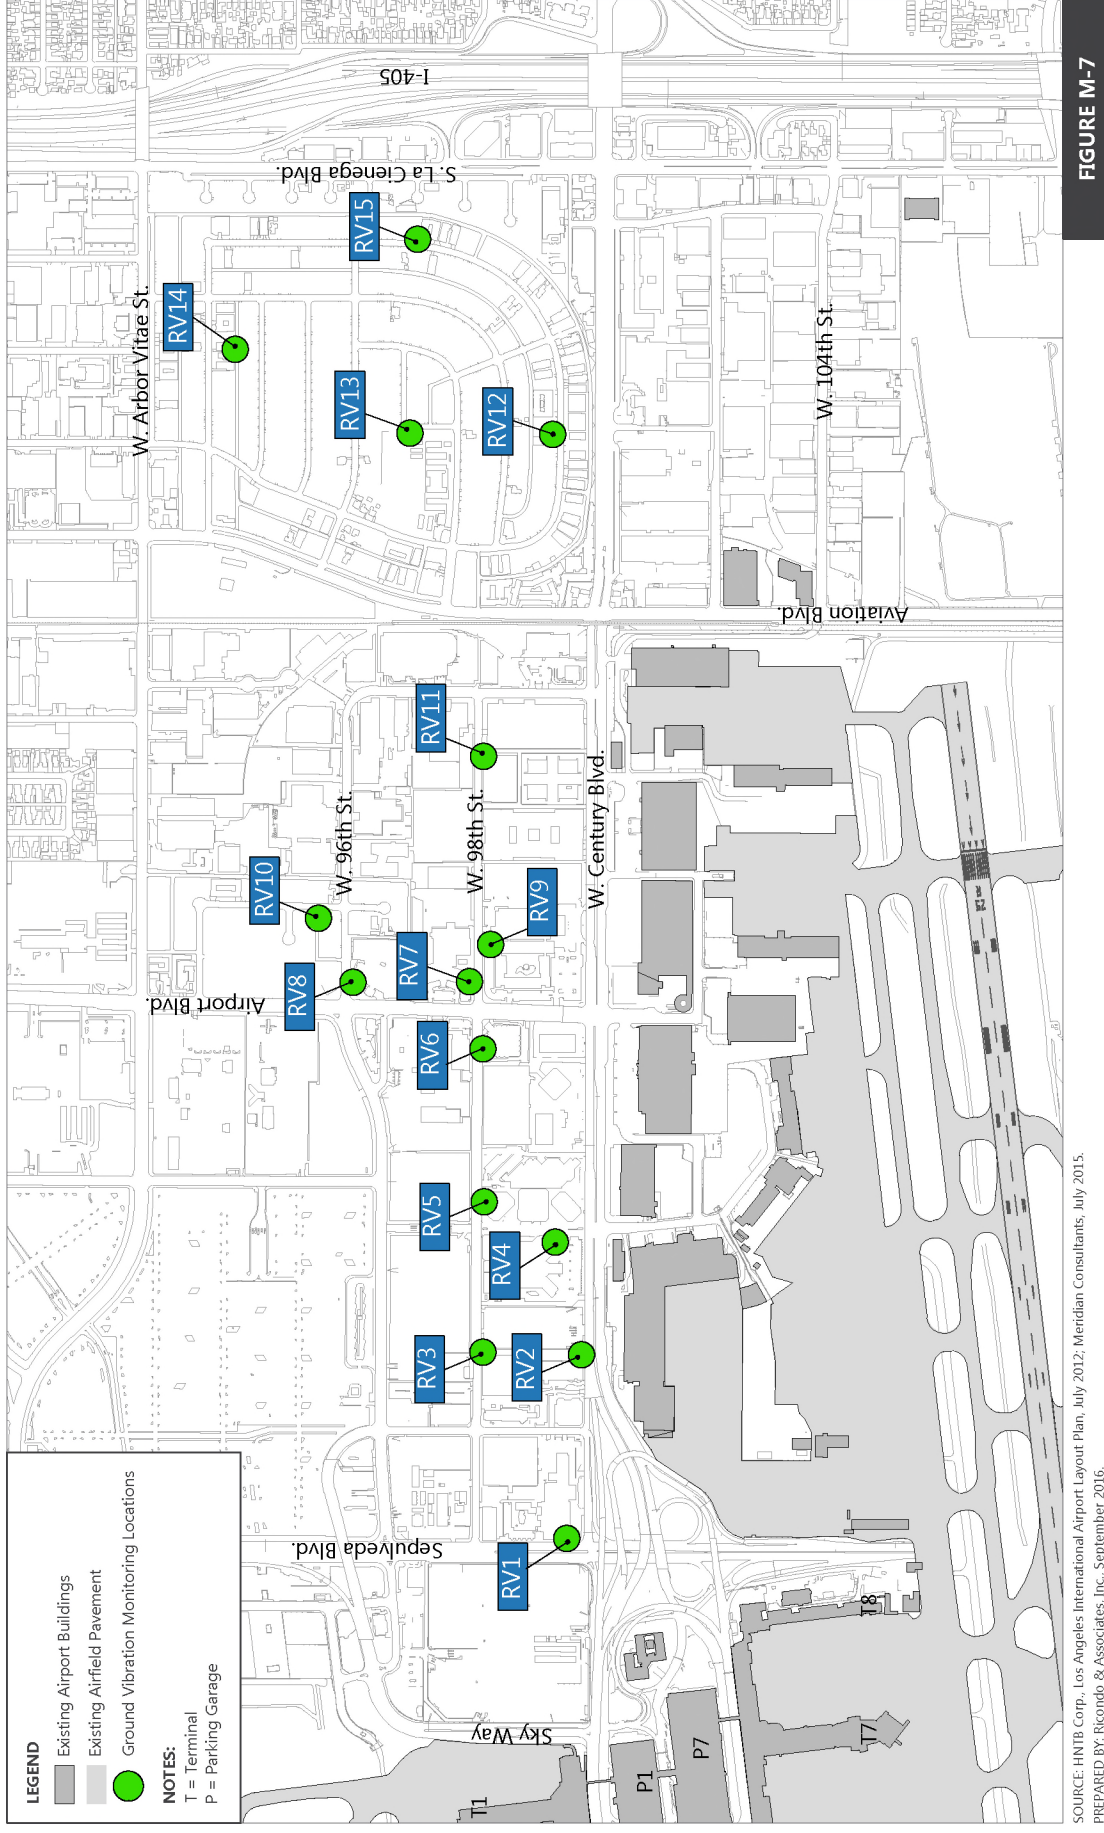 FIGURE M-7
LEGEND
Existing Airport Buildings
Existing Airfield Pavement
Ground Vibration Monitoring Locations
NOTES:
T = Terminal
P = Parking Garage
W. Arbor Vitae St.
I-405
S. La Cienega Blvd.
Airport Blvd.
Sepulveda Blvd.
Aviation Blvd.
Sky Way
W. 96th St.
W. 98th St.
W. Century Blvd.
W. 104th St.
RV1
RV2
RV3
RV4
RV5
RV6
RV7
RV8
RV9
RV10
RV11
RV12
RV13
RV14
RV15
T1
P1
P7
T7
T8
SOURCE: HNTB Corp., Los Angeles International Airport Layout Plan, July 2012; Meridian Consultants, July 2015.
PREPARED BY: Ricondo & Associates, Inc., September 2016.